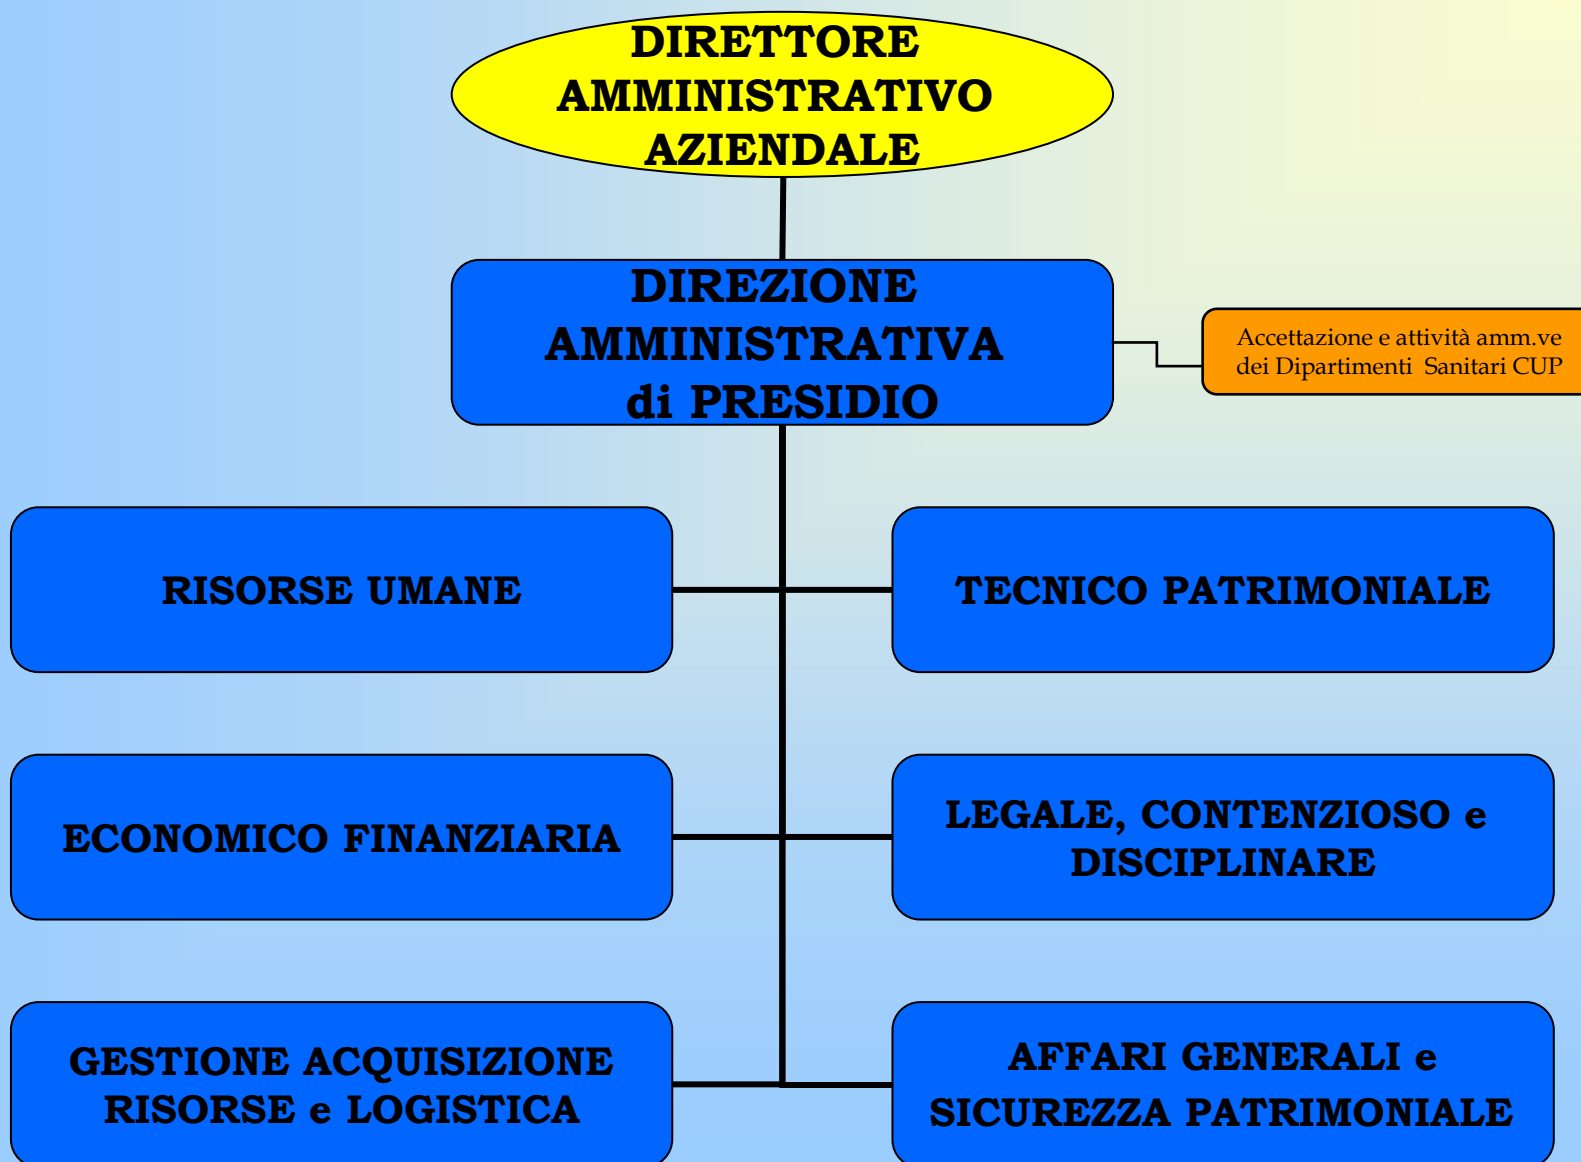 DIRETTORE
AMMINISTRATIVO
AZIENDALE
DIREZIONE
AMMINISTRATIVA
di PRESIDIO
Accettazione e attività amm.ve
dei Dipartimenti Sanitari CUP
RISORSE UMANE
TECNICO PATRIMONIALE
ECONOMICO FINANZIARIA
LEGALE, CONTENZIOSO e
DISCIPLINARE
GESTIONE ACQUISIZIONE
RISORSE e LOGISTICA
AFFARI GENERALI e
SICUREZZA PATRIMONIALE